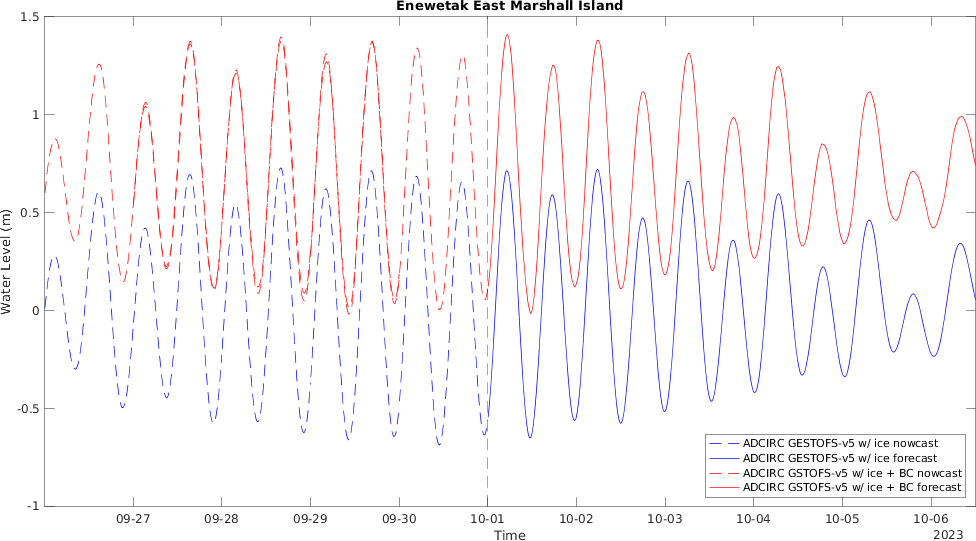 Enewetak East Marshall Island
1.5
1
0.5
0
-0.5
-1
Water Level (m)
ADCIRC GESTOFS-v5 w/ ice nowcast
ADCIRC GESTOFS-v5 w/ ice forecast
ADCIRC GSTOFS-v5 w/ ice + BC nowcast
ADCIRC GSTOFS-v5 w/ ice + BC forecast
09-27 09-28 09-29 09-30 10-01 10-02 10-03 10-04 10-05 10-06
Time 2023